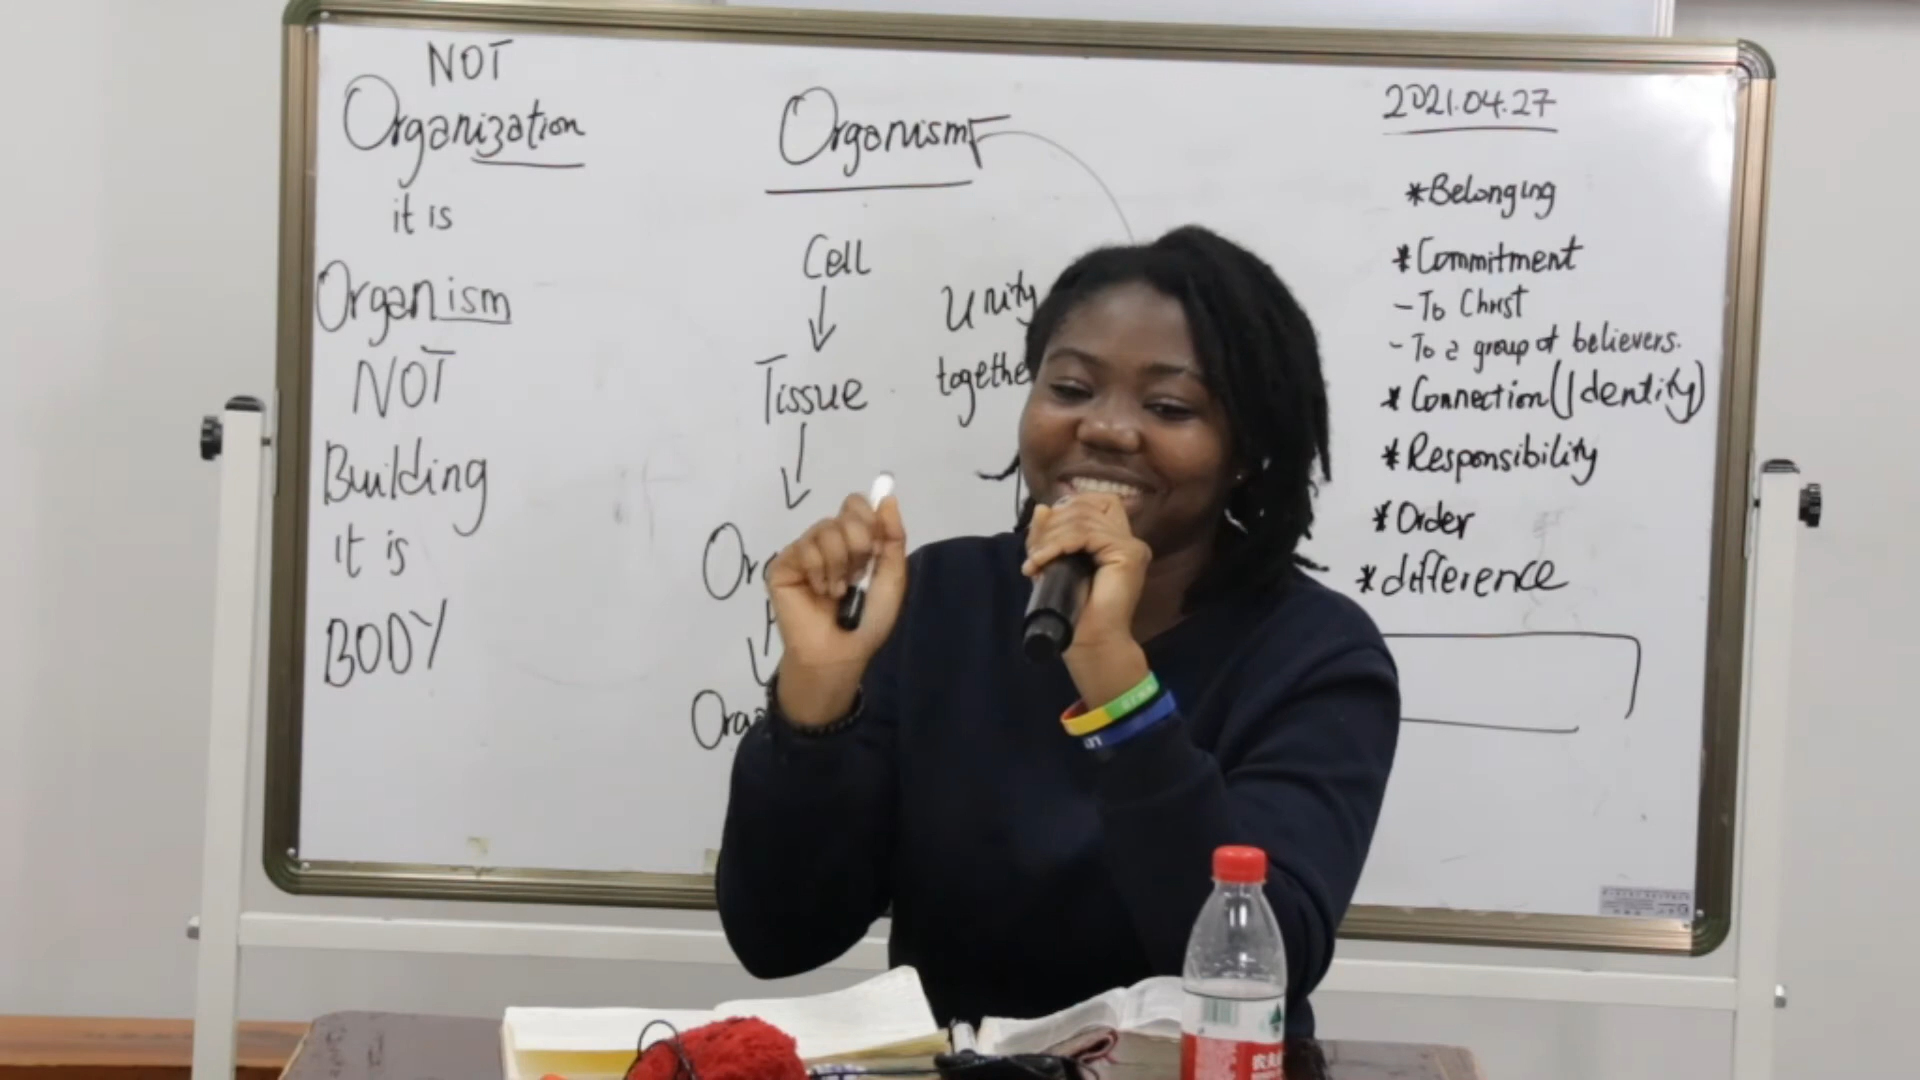 NOT
Organization
it is
Organism
NOT
Building
it is
BODY
Organism
Cell
Tissue
Unity
2021.04.27
*Belonging
*Commitment
- To Christ
- To a group of believers.
* Connection (Identity)
*Responsibility
*Order
*difference